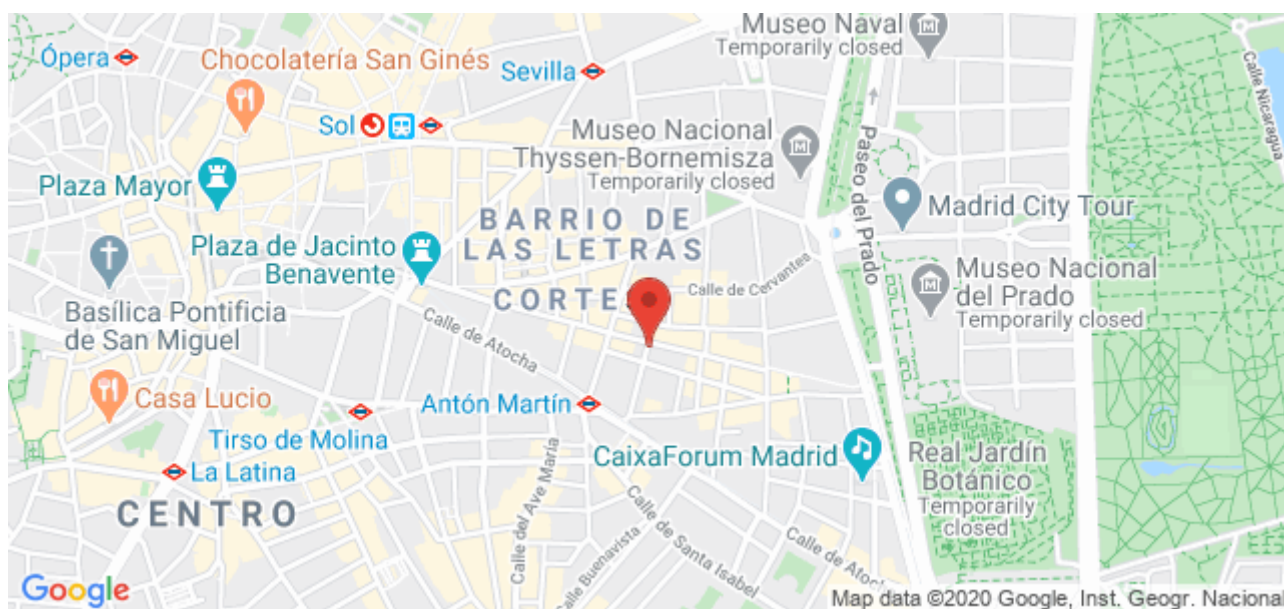 Museo Naval
Temporarily closed
Ópera
Chocolatería San Ginés
Sevilla
Calle Nicaragua
Sol
Museo Nacional
Thyssen-Bornemisza
Temporarily closed
Paseo del Prado
Plaza Mayor
BARRIO DE
LAS LETRAS
Madrid City Tour
Plaza de Jacinto
Benavente
CORTE
Calle de Cervantes
Museo Nacional
del Prado
Temporarily closed
Basílica Pontificia
de San Miguel
Calle de Atocha
Casa Lucio
Antón Martín
Tirso de Molina
La Latina
CaixaForum Madrid
Real Jardín
Botánico
Temporarily
closed
CENTRO
Calle del Ave María
Calle Buenavista
Calle de Santa Isabel
Calle de Atocha
Google
Map data ©2020 Google, Inst. Geogr. Naciona